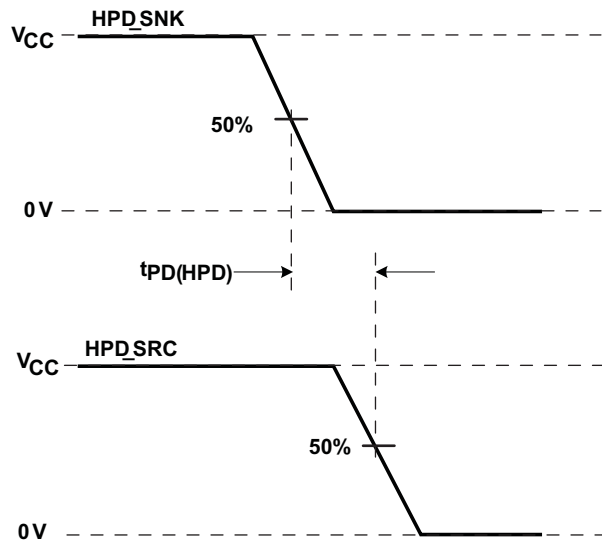 HPD_SNK
VCC
50%
0 V
tPD(HPD)
HPD_SRC
VCC
50%
0 V